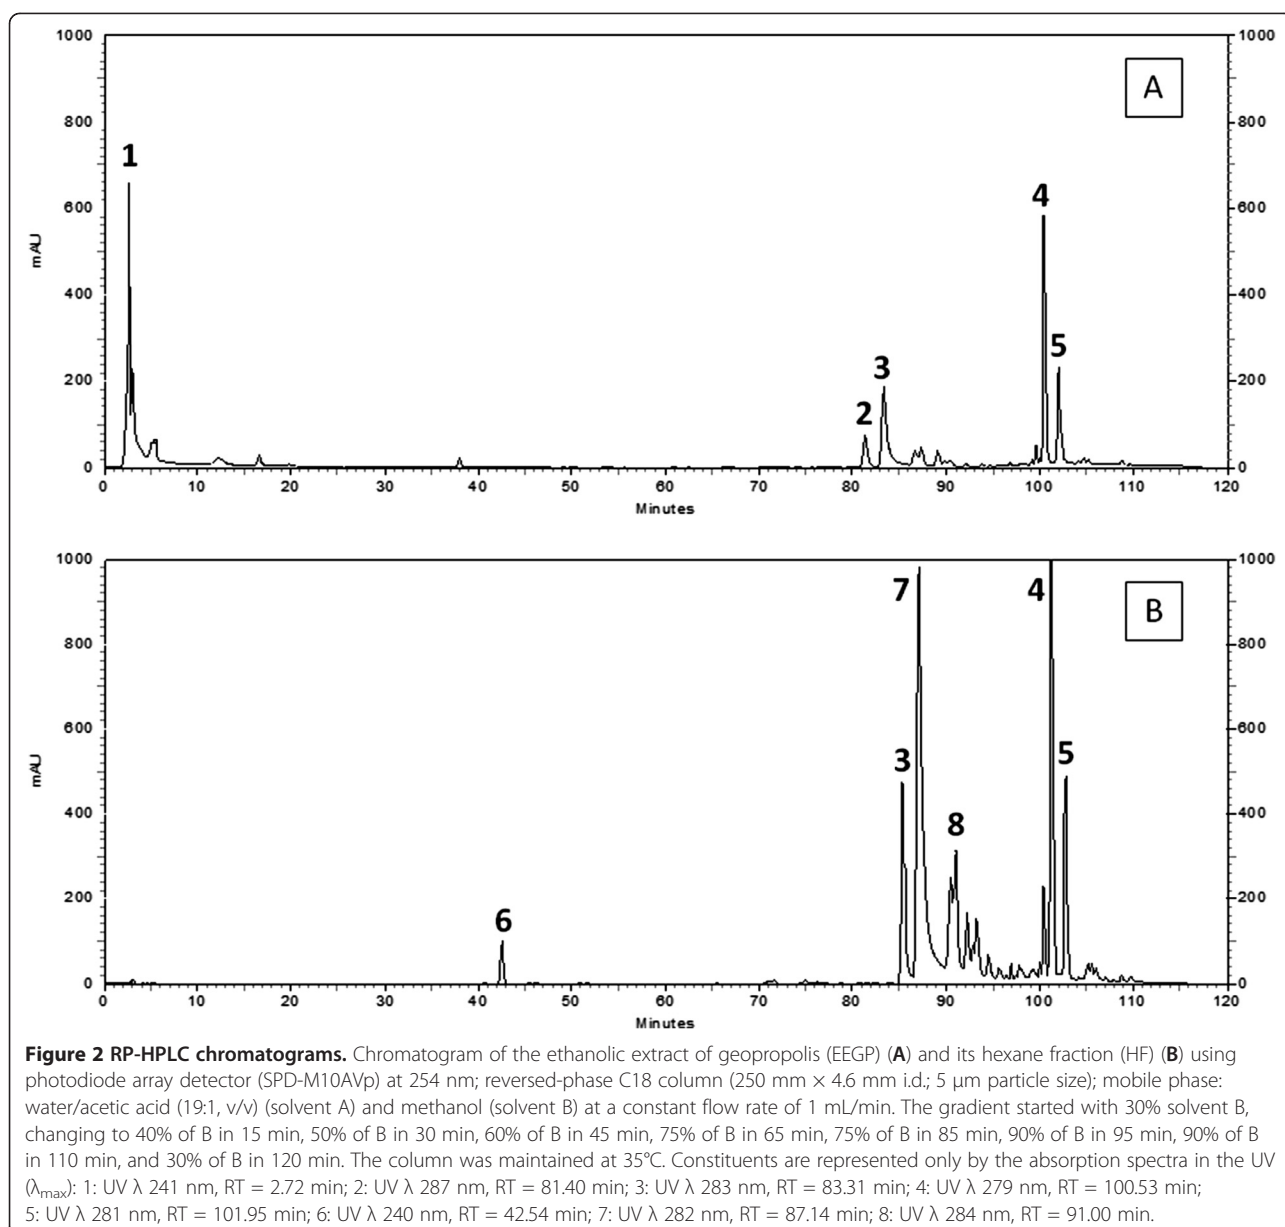 1000
800
600
400
200
0
mAU
1000
800
600
400
200
0
A
1
2
3
4
5
0 10 20 30 40 50 60 70 80 90 100 110 120
Minutes
1000
800
600
400
200
0
mAU
1000
800
600
400
200
0
B
6
3
7
8
4
5
0 10 20 30 40 50 60 70 80 90 100 110 120
Minutes
Figure 2 RP-HPLC chromatograms. Chromatogram of the ethanolic extract of geopropolis (EEGP) (A) and its hexane fraction (HF) (B) using
photodiode array detector (SPD-M10AVp) at 254 nm; reversed-phase C18 column (250 mm × 4.6 mm i.d.; 5 μm particle size); mobile phase:
water/acetic acid (19:1, v/v) (solvent A) and methanol (solvent B) at a constant flow rate of 1 mL/min. The gradient started with 30% solvent B,
changing to 40% of B in 15 min, 50% of B in 30 min, 60% of B in 45 min, 75% of B in 65 min, 75% of B in 85 min, 90% of B in 95 min, 90% of B
in 110 min, and 30% of B in 120 min. The column was maintained at 35°C. Constituents are represented only by the absorption spectra in the UV
(λmax): 1: UV λ 241 nm, RT = 2.72 min; 2: UV λ 287 nm, RT = 81.40 min; 3: UV λ 283 nm, RT = 83.31 min; 4: UV λ 279 nm, RT = 100.53 min;
5: UV λ 281 nm, RT = 101.95 min; 6: UV λ 240 nm, RT = 42.54 min; 7: UV λ 282 nm, RT = 87.14 min; 8: UV λ 284 nm, RT = 91.00 min.